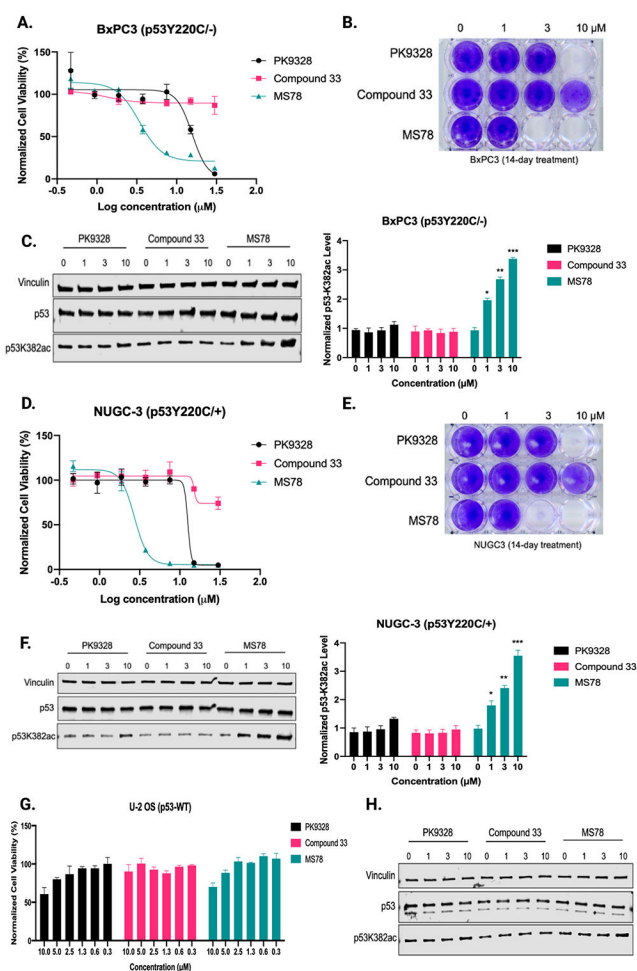 A.
BxPC3 (p53Y220C/-)
Normalized Cell Viability (%)
150
100
50
0
-0.5 0.0 0.5 1.0 1.5 2.0
Log concentration (μM)
PK9328
Compound 33
MS78
B.
0 1 3 10 μM
PK9328
Compound 33
MS78
BxPC3 (14-day treatment)
C.
PK9328 Compound 33 MS78
0 1 3 10 0 1 3 10 0 1 3 10
Vinculin
p53
p53K382ac
BxPC3 (p53Y220C/-)
Normalized p53-K382ac Level
4
3
2
1
0
* ** ***
0 1 3 10 0 1 3 10 0 1 3 10
Concentration (μM)
PK9328
Compound 33
MS78
D.
NUGC-3 (p53Y220C/+)
Normalized Cell Viability (%)
150
100
50
0
-0.5 0.0 0.5 1.0 1.5 2.0
Log concentration (μM)
PK9328
Compound 33
MS78
E.
0 1 3 10 μM
PK9328
Compound 33
MS78
NUGC3 (14-day treatment)
F.
PK9328 Compound 33 MS78
0 1 3 10 0 1 3 10 0 1 3 10
Vinculin
p53
p53K382ac
NUGC-3 (p53Y220C/+)
Normalized p53-K382ac Level
4
3
2
1
0
* ** ***
0 1 3 10 0 1 3 10 0 1 3 10
Concentration (μM)
PK9328
Compound 33
MS78
G.
U-2 OS (p53-WT)
Normalized Cell Viability (%)
150
100
50
0
10.0 5.0 2.5 1.3 0.6 0.3 10.0 5.0 2.5 1.3 0.6 0.3 10.0 5.0 2.5 1.3 0.6 0.3
Concentration (μM)
PK9328
Compound 33
MS78
H.
PK9328 Compound 33 MS78
0 1 3 10 0 1 3 10 0 1 3 10
Vinculin
p53
p53K382ac